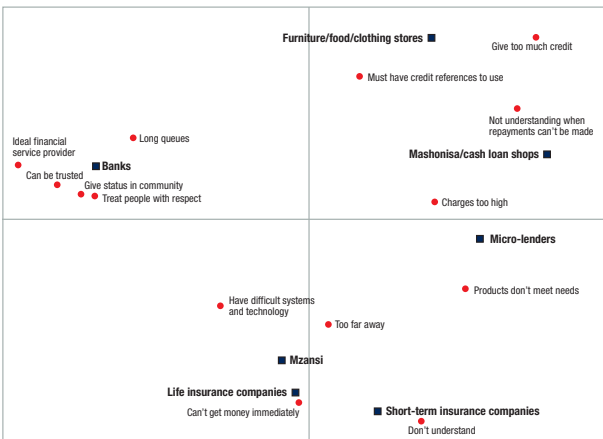 Furniture/food/clothing stores
Give too much credit
Must have credit references to use
Not understanding when
repayments can't be made
Long queues
Ideal financial
service provider
Banks
Mashonisa/cash loan shops
Can be trusted
Give status in community
Treat people with respect
Charges too high
Micro-lenders
Products don't meet needs
Have difficult systems
and technology
Too far away
Mzansi
Life insurance companies
Can't get money immediately
Short-term insurance companies
Don't understand